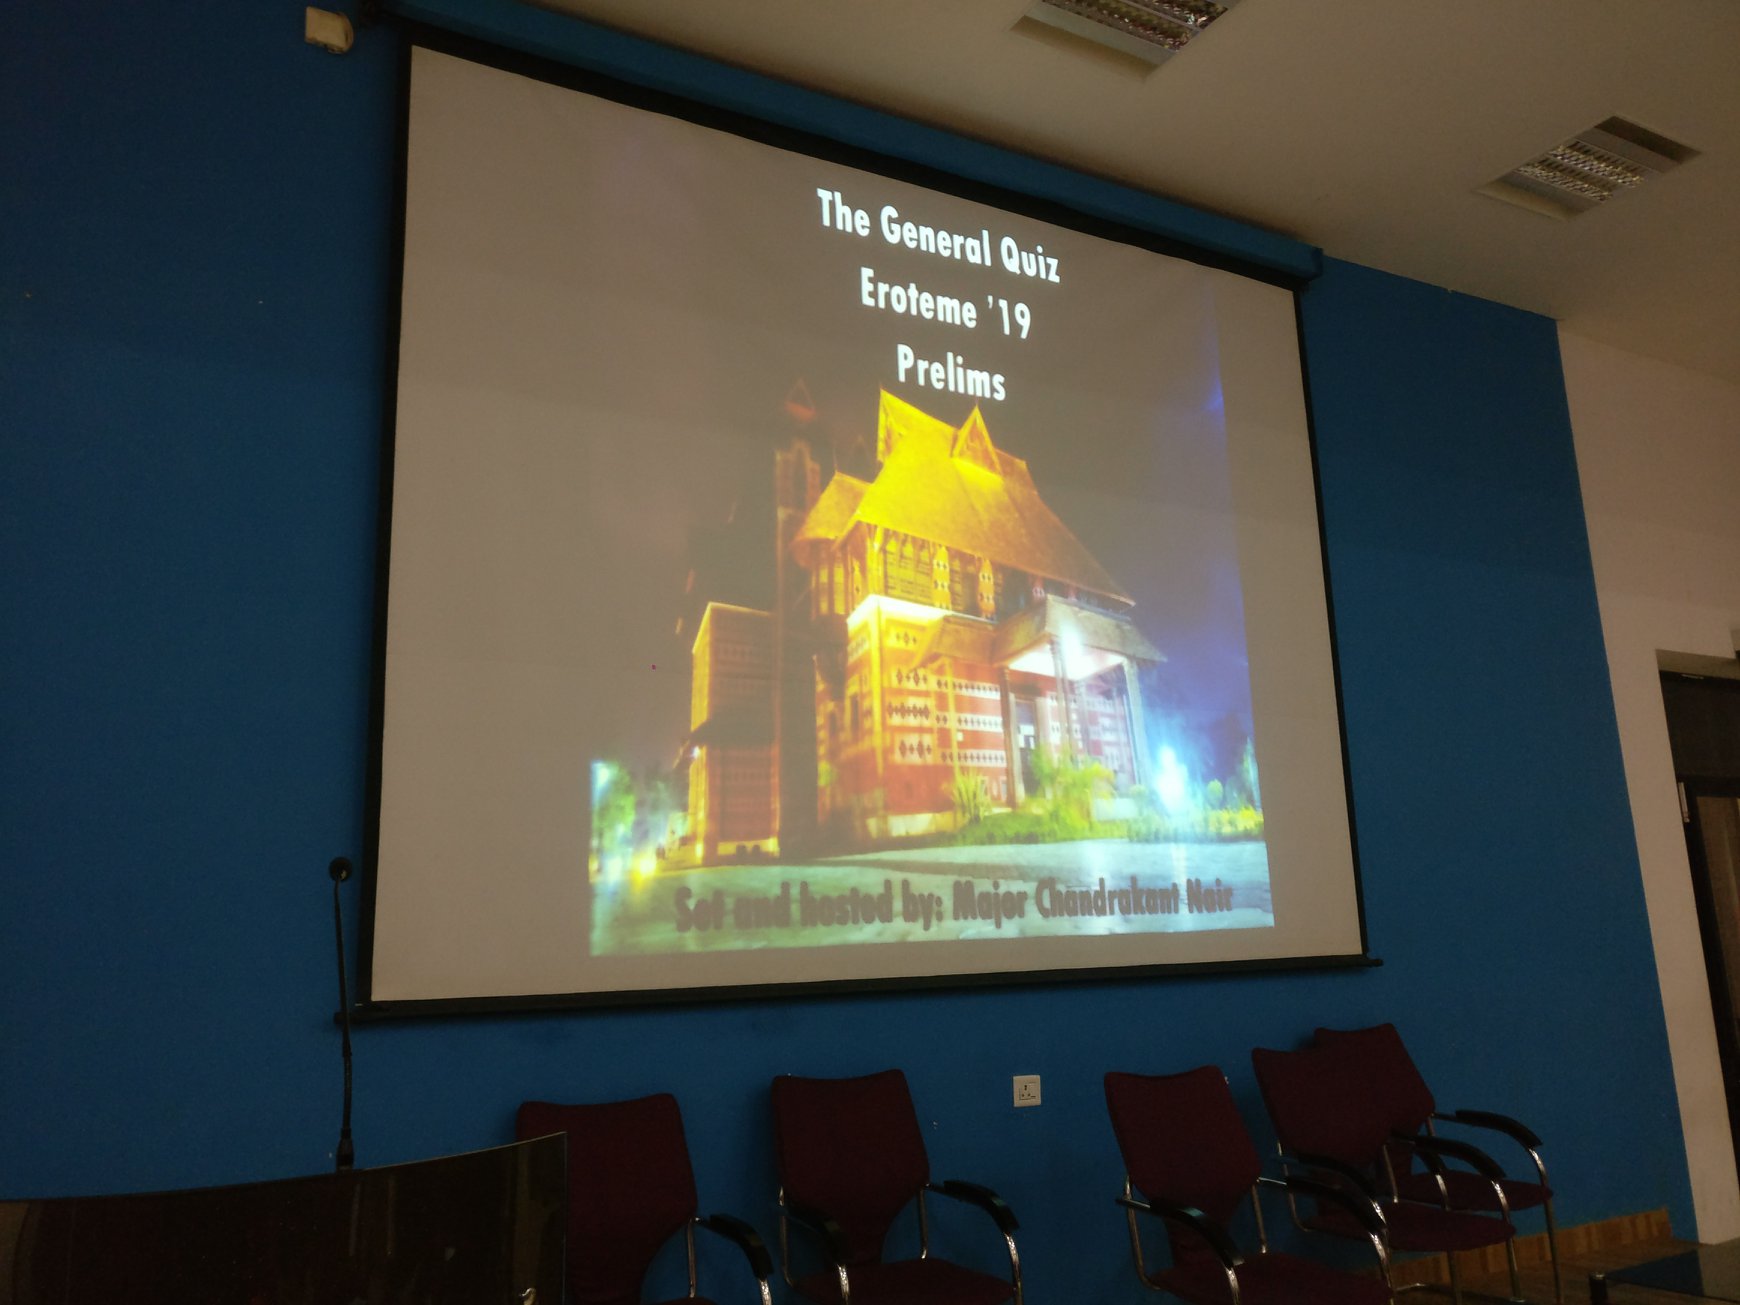 The General Quiz
Eroteme '19
Prelims
Set and hosted by: Major Chandrakant Nair